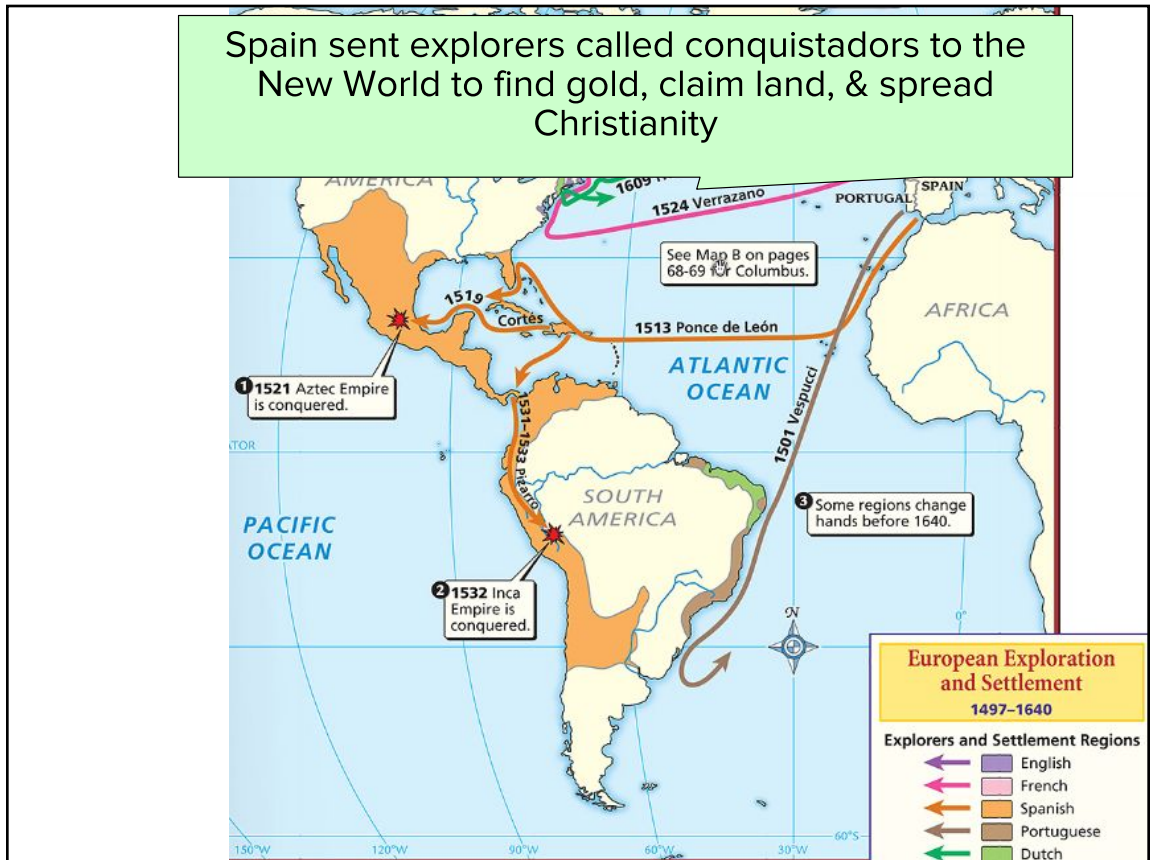 Spain sent explorers called conquistadors to the
New World to find gold, claim land, & spread
Christianity
AMERICA
1609
1524 Verrazano
PORTUGAL
SPAIN
See Map B on pages
68-69 for Columbus.
1519
Cortés
1513 Ponce de León
AFRICA
ATLANTIC
OCEAN
1 1521 Aztec Empire
is conquered.
1531–1533 Pizarro
1501 Vespucci
SOUTH
AMERICA
3 Some regions change
hands before 1640.
PACIFIC
OCEAN
2 1532 Inca
Empire is
conquered.
N
0°
European Exploration
and Settlement
1497–1640
Explorers and Settlement Regions
English
French
Spanish
Portuguese
Dutch
60°S
150°W 120°W 90°W 60°W 30°W